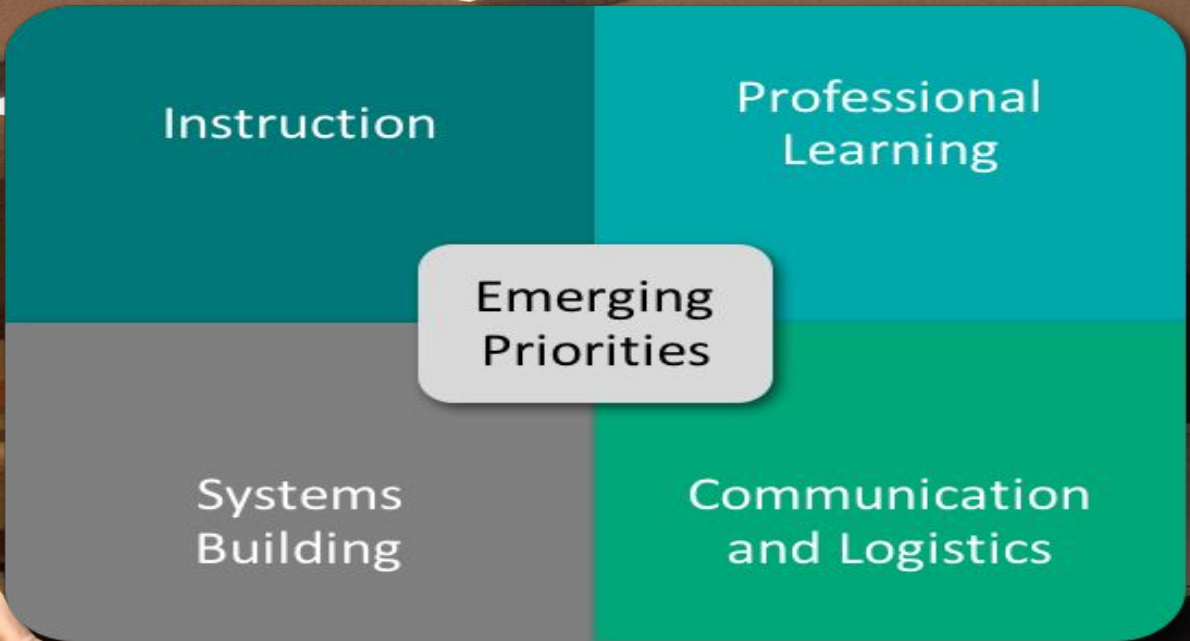 Instruction
Professional
Learning
Emerging
Priorities
Systems
Building
Communication
and Logistics